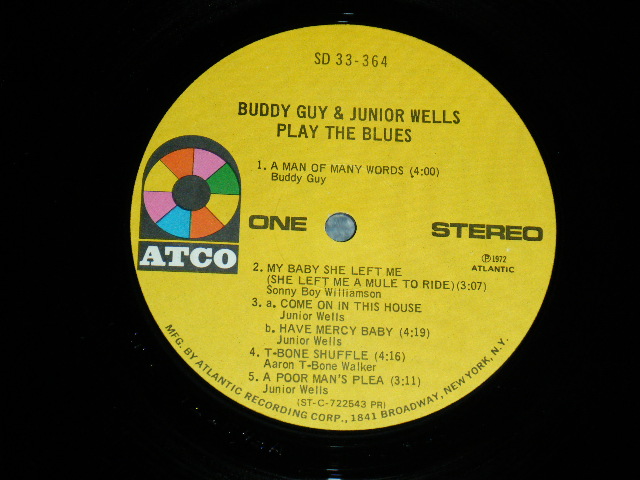 SD 33-364
BUDDY GUY & JUNIOR WELLS
PLAY THE BLUES
1. A MAN OF MANY WORDS (4:00)
Buddy Guy
ATCO
ONE
STEREO
Ⓟ1972
ATLANTIC
2. MY BABY SHE LEFT ME
(SHE LEFT ME A MULE TO RIDE)(3:07)
Sonny Boy Williamson
3. a. COME ON IN THIS HOUSE
Junior Wells
b. HAVE MERCY BABY (4:19)
Junior Wells
4. T-BONE SHUFFLE (4:16)
Aaron T-Bone Walker
5. A POOR MAN'S PLEA (3:11)
Junior Wells
(ST-C-722543 PR)
MFG. BY ATLANTIC RECORDING CORP., 1841 BROADWAY, NEW YORK, N.Y.